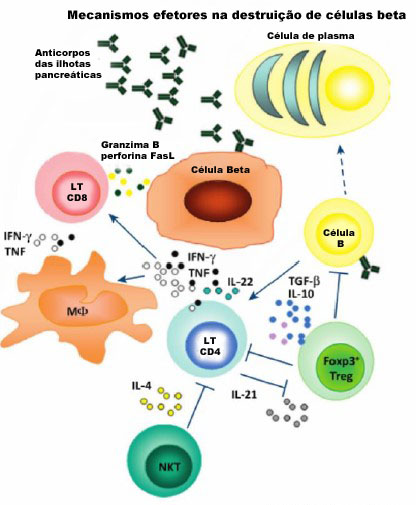 Mecanismos efetores na destruição de células beta
Anticorpos
das ilhotas
pancreáticas
Célula de plasma
Granzima B
perforina FasL
LT
CD8
Célula Beta
IFN-γ
TNF
Célula
B
IFN-γ
TNF
IL-22
TGF-β
IL-10
MΦ
LT
CD4
Foxp3⁺
Treg
IL-4
IL-21
NKT